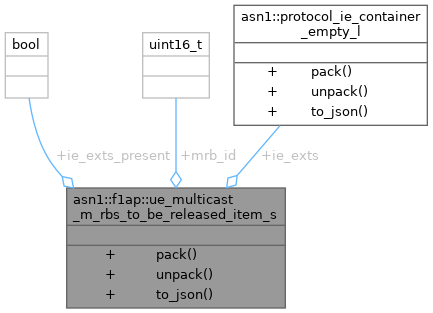 asn1::protocol_ie_container
_empty_l
bool
uint16_t
+ pack()
+ unpack()
+ to_json()
+ie_exts_present
+mrb_id
+ie_exts
asn1::f1ap::ue_multicast
_m_rbs_to_be_released_item_s
+ pack()
+ unpack()
+ to_json()